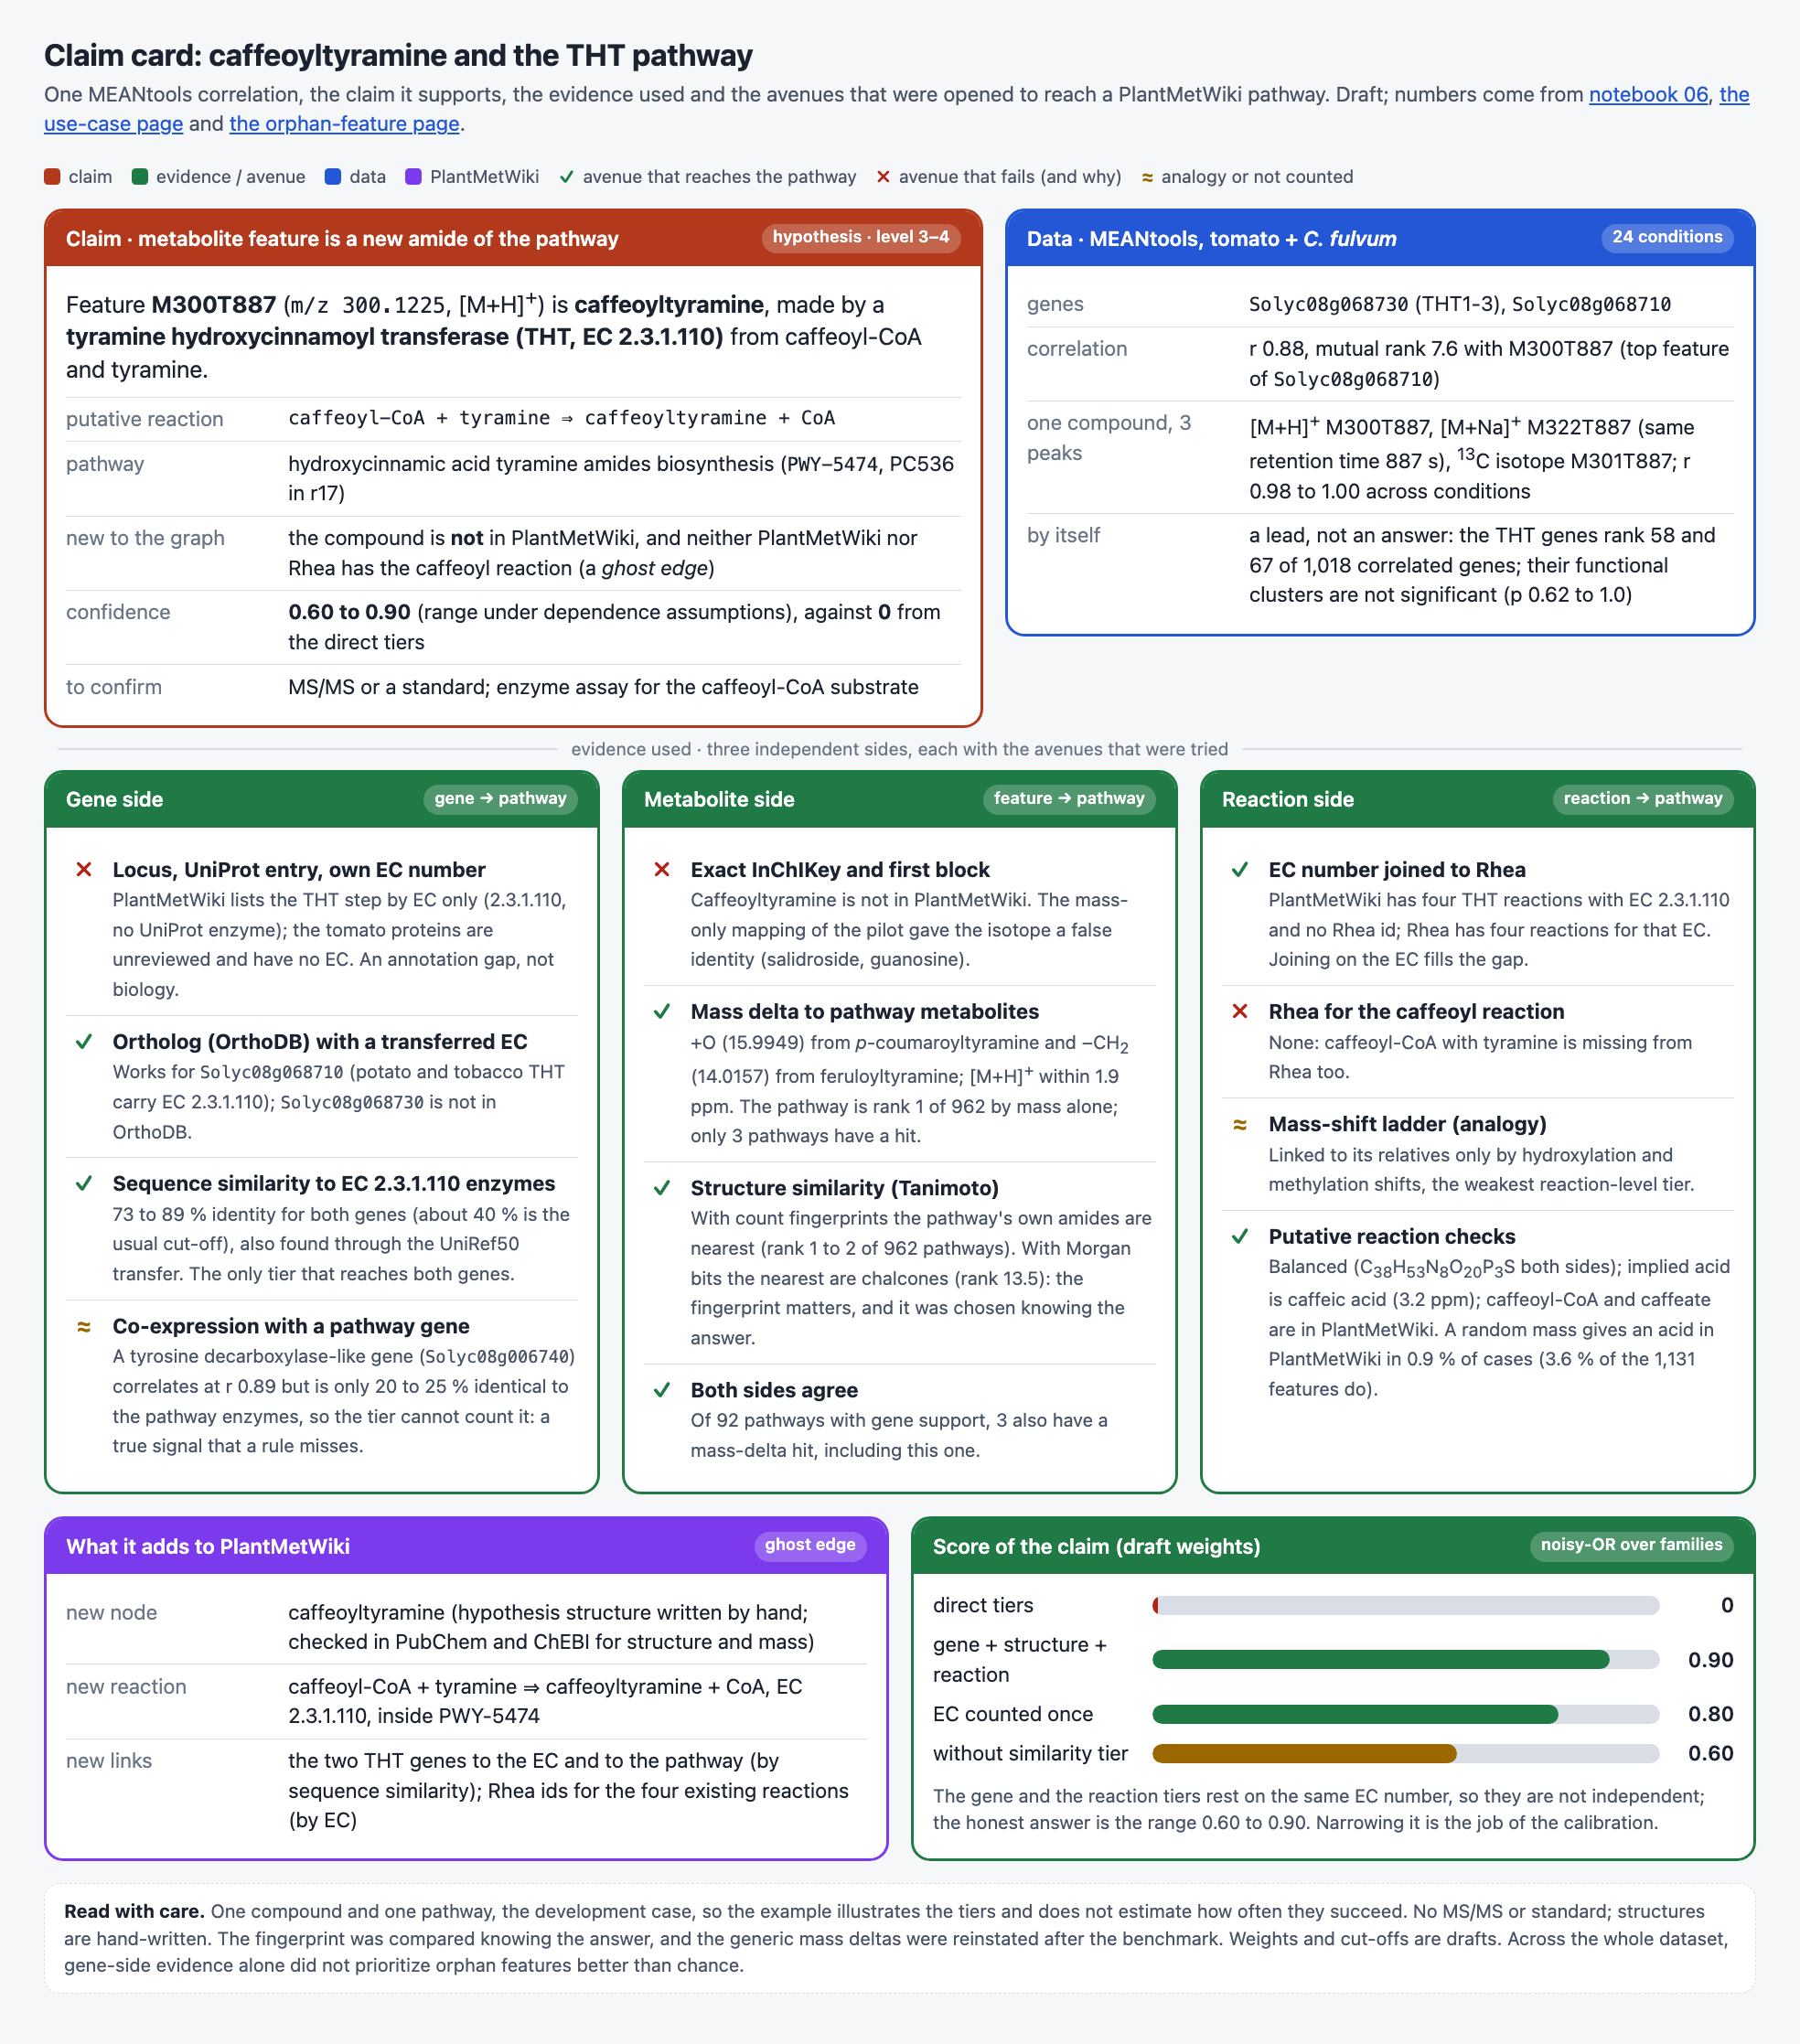 Claim card: caffeoyltyramine and the THT pathway
One MEANtools correlation, the claim it supports, the evidence used and the avenues that were opened to reach a PlantMetWiki pathway. Draft; numbers come from notebook 06, the
use-case page and the orphan-feature page.
claim evidence / avenue data PlantMetWiki ✓ avenue that reaches the pathway ✕ avenue that fails (and why) ≈ analogy or not counted
Claim · metabolite feature is a new amide of the pathway hypothesis · level 3–4
Feature M300T887 (m/z 300.1225, [M+H]⁺) is caffeoyltyramine, made by a
tyramine hydroxycinnamoyl transferase (THT, EC 2.3.1.110) from caffeoyl-CoA
and tyramine.
putative reaction caffeoyl-CoA + tyramine ⇒ caffeoyltyramine + CoA
pathway hydroxycinnamic acid tyramine amides biosynthesis (PWY-5474, PC536
in r17)
new to the graph the compound is not in PlantMetWiki, and neither PlantMetWiki nor
Rhea has the caffeoyl reaction (a ghost edge)
confidence 0.60 to 0.90 (range under dependence assumptions), against 0 from
the direct tiers
to confirm MS/MS or a standard; enzyme assay for the caffeoyl-CoA substrate
Data · MEANtools, tomato + C. fulvum 24 conditions
genes Solyc08g068730 (THT1-3), Solyc08g068710
correlation r 0.88, mutual rank 7.6 with M300T887 (top feature
of Solyc08g068710)
one compound, 3 [M+H]⁺ M300T887, [M+Na]⁺ M322T887 (same
peaks retention time 887 s), ¹³C isotope M301T887; r
0.98 to 1.00 across conditions
by itself a lead, not an answer: the THT genes rank 58 and
67 of 1,018 correlated genes; their functional
clusters are not significant (p 0.62 to 1.0)
evidence used · three independent sides, each with the avenues that were tried
Gene side gene → pathway
✕ Locus, UniProt entry, own EC number
PlantMetWiki lists the THT step by EC only (2.3.1.110,
no UniProt enzyme); the tomato proteins are
unreviewed and have no EC. An annotation gap, not
biology.
✓ Ortholog (OrthoDB) with a transferred EC
Works for Solyc08g068710 (potato and tobacco THT
carry EC 2.3.1.110); Solyc08g068730 is not in
OrthoDB.
✓ Sequence similarity to EC 2.3.1.110 enzymes
73 to 89 % identity for both genes (about 40 % is the
usual cut-off), also found through the UniRef50
transfer. The only tier that reaches both genes.
≈ Co-expression with a pathway gene
A tyrosine decarboxylase-like gene (Solyc08g006740)
correlates at r 0.89 but is only 20 to 25 % identical to
the pathway enzymes, so the tier cannot count it: a
true signal that a rule misses.
Metabolite side feature → pathway
✕ Exact InChIKey and first block
Caffeoyltyramine is not in PlantMetWiki. The mass-
only mapping of the pilot gave the isotope a false
identity (salidroside, guanosine).
✓ Mass delta to pathway metabolites
+O (15.9949) from p-coumaroyltyramine and −CH₂
(14.0157) from feruloyltyramine; [M+H]⁺ within 1.9
ppm. The pathway is rank 1 of 962 by mass alone;
only 3 pathways have a hit.
✓ Structure similarity (Tanimoto)
With count fingerprints the pathway's own amides are
nearest (rank 1 to 2 of 962 pathways). With Morgan
bits the nearest are chalcones (rank 13.5): the
fingerprint matters, and it was chosen knowing the
answer.
✓ Both sides agree
Of 92 pathways with gene support, 3 also have a
mass-delta hit, including this one.
Reaction side reaction → pathway
✓ EC number joined to Rhea
PlantMetWiki has four THT reactions with EC 2.3.1.110
and no Rhea id; Rhea has four reactions for that EC.
Joining on the EC fills the gap.
✕ Rhea for the caffeoyl reaction
None: caffeoyl-CoA with tyramine is missing from
Rhea too.
≈ Mass-shift ladder (analogy)
Linked to its relatives only by hydroxylation and
methylation shifts, the weakest reaction-level tier.
✓ Putative reaction checks
Balanced (C₃₈H₅₃N₈O₂₀P₃S both sides); implied acid
is caffeic acid (3.2 ppm); caffeoyl-CoA and caffeate
are in PlantMetWiki. A random mass gives an acid in
PlantMetWiki in 0.9 % of cases (3.6 % of the 1,131
features do).
What it adds to PlantMetWiki ghost edge
new node caffeoyltyramine (hypothesis structure written by hand;
checked in PubChem and ChEBI for structure and mass)
new reaction caffeoyl-CoA + tyramine ⇒ caffeoyltyramine + CoA, EC
2.3.1.110, inside PWY-5474
new links the two THT genes to the EC and to the pathway (by
sequence similarity); Rhea ids for the four existing reactions
(by EC)
Score of the claim (draft weights) noisy-OR over families
direct tiers 0
gene + structure +
reaction 0.90
EC counted once 0.80
without similarity tier 0.60
The gene and the reaction tiers rest on the same EC number, so they are not independent;
the honest answer is the range 0.60 to 0.90. Narrowing it is the job of the calibration.
Read with care. One compound and one pathway, the development case, so the example illustrates the tiers and does not estimate how often they succeed. No MS/MS or standard; structures
are hand-written. The fingerprint was compared knowing the answer, and the generic mass deltas were reinstated after the benchmark. Weights and cut-offs are drafts. Across the whole dataset,
gene-side evidence alone did not prioritize orphan features better than chance.